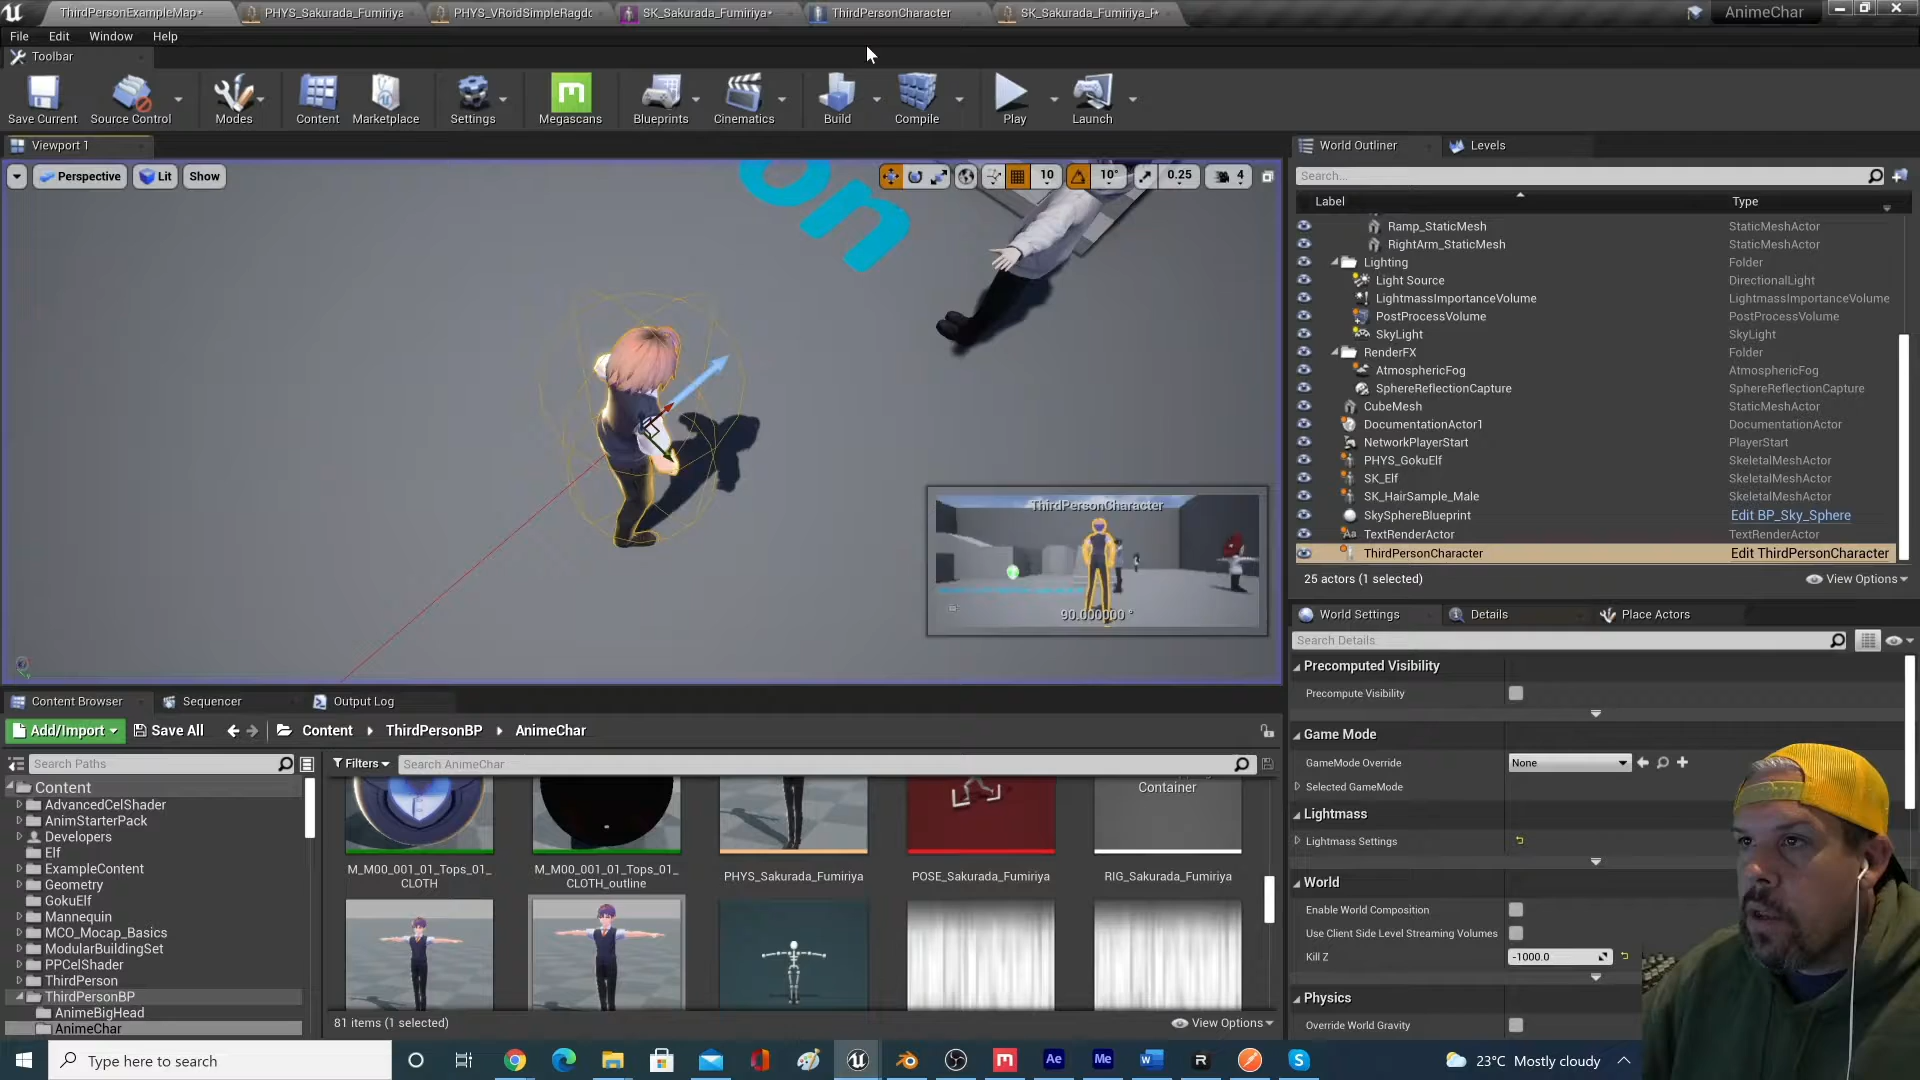 ThirdPersonExampleMap*
PHYS_Sakurada_Fumiriya
PHYS_VRoidSimpleRagdo
SK_Sakurada_Fumiriya*
ThirdPersonCharacter
SK_Sakurada_Fumiriya_P*
AnimeChar
File Edit Window Help
Toolbar
Save Current
Source Control
Modes
Content
Marketplace
Settings
Megascans
Blueprints
Cinematics
Build
Compile
Play
Launch
Viewport 1
Perspective Lit Show
10 10° 0.25 4
on
ThirdPersonCharacter
90.000000 °
World Outliner
Levels
Search...
Label Type
Ramp_StaticMesh StaticMeshActor
RightArm_StaticMesh StaticMeshActor
Lighting Folder
Light Source DirectionalLight
LightmassImportanceVolume LightmassImportanceVolume
PostProcessVolume PostProcessVolume
SkyLight SkyLight
RenderFX Folder
AtmosphericFog AtmosphericFog
SphereReflectionCapture SphereReflectionCapture
CubeMesh StaticMeshActor
DocumentationActor1 DocumentationActor
NetworkPlayerStart PlayerStart
PHYS_GokuElf SkeletalMeshActor
SK_Elf SkeletalMeshActor
SK_HairSample_Male SkeletalMeshActor
SkySphereBlueprint Edit BP_Sky_Sphere
TextRenderActor TextRenderActor
ThirdPersonCharacter Edit ThirdPersonCharacter
25 actors (1 selected) View Options
World Settings
Details
Place Actors
Search Details
Precomputed Visibility
Precompute Visibility
Game Mode
GameMode Override None
Selected GameMode
Lightmass
Lightmass Settings
World
Enable World Composition
Use Client Side Level Streaming Volumes
Kill Z -1000.0
Physics
Override World Gravity
Content Browser
Sequencer
Output Log
Add/Import Save All Content ThirdPersonBP AnimeChar
Search Paths
Filters Search AnimeChar
Content
AdvancedCelShader
AnimStarterPack
Developers
Elf
ExampleContent
Geometry
GokuElf
Mannequin
MCO_Mocap_Basics
ModularBuildingSet
PPCelShader
ThirdPerson
ThirdPersonBP
AnimeBigHead
AnimeChar
Container
M_M00_001_01_Tops_01_
CLOTH
M_M00_001_01_Tops_01_
CLOTH_outline
PHYS_Sakurada_Fumiriya
POSE_Sakurada_Fumiriya
RIG_Sakurada_Fumiriya
81 items (1 selected) View Options
Type here to search
Ae Me
23°C Mostly cloudy